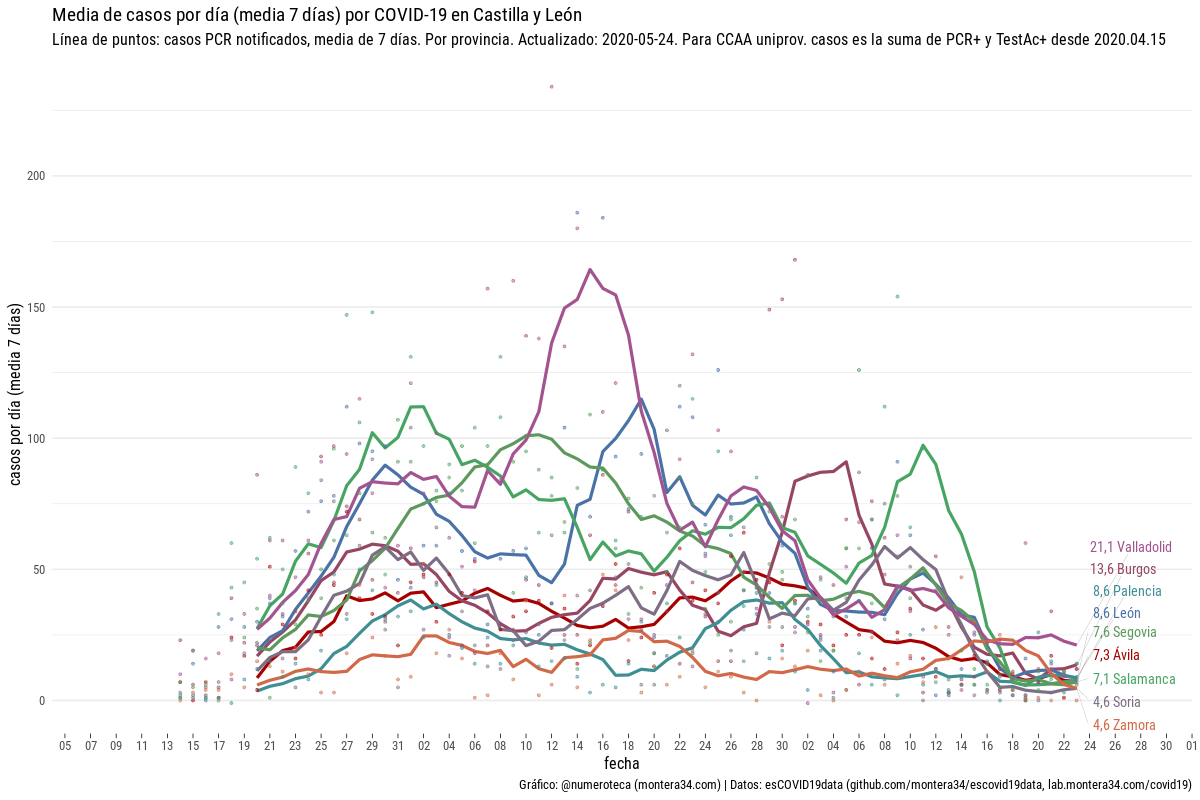 Media de casos por día (media 7 días) por COVID-19 en Castilla y León
Línea de puntos: casos PCR notificados, media de 7 días. Por provincia. Actualizado: 2020-05-24. Para CCAA uniprov. casos es la suma de PCR+ y TestAc+ desde 2020.04.15
casos por día (media 7 días)
200
150
100
50
0
21,1 Valladolid
13,6 Burgos
8,6 Palencia
8,6 León
7,6 Segovia
7,3 Ávila
7,1 Salamanca
4,6 Soria
4,6 Zamora
05 07 09 11 13 15 17 19 21 23 25 27 29 31 02 04 06 08 10 12 14 16 18 20 22 24 26 28 30 02 04 06 08 10 12 14 16 18 20 22 24 26 28 30 01
fecha
Gráfico: @numeroteca (montera34.com) | Datos: esCOVID19data (github.com/montera34/escovid19data, lab.montera34.com/covid19)